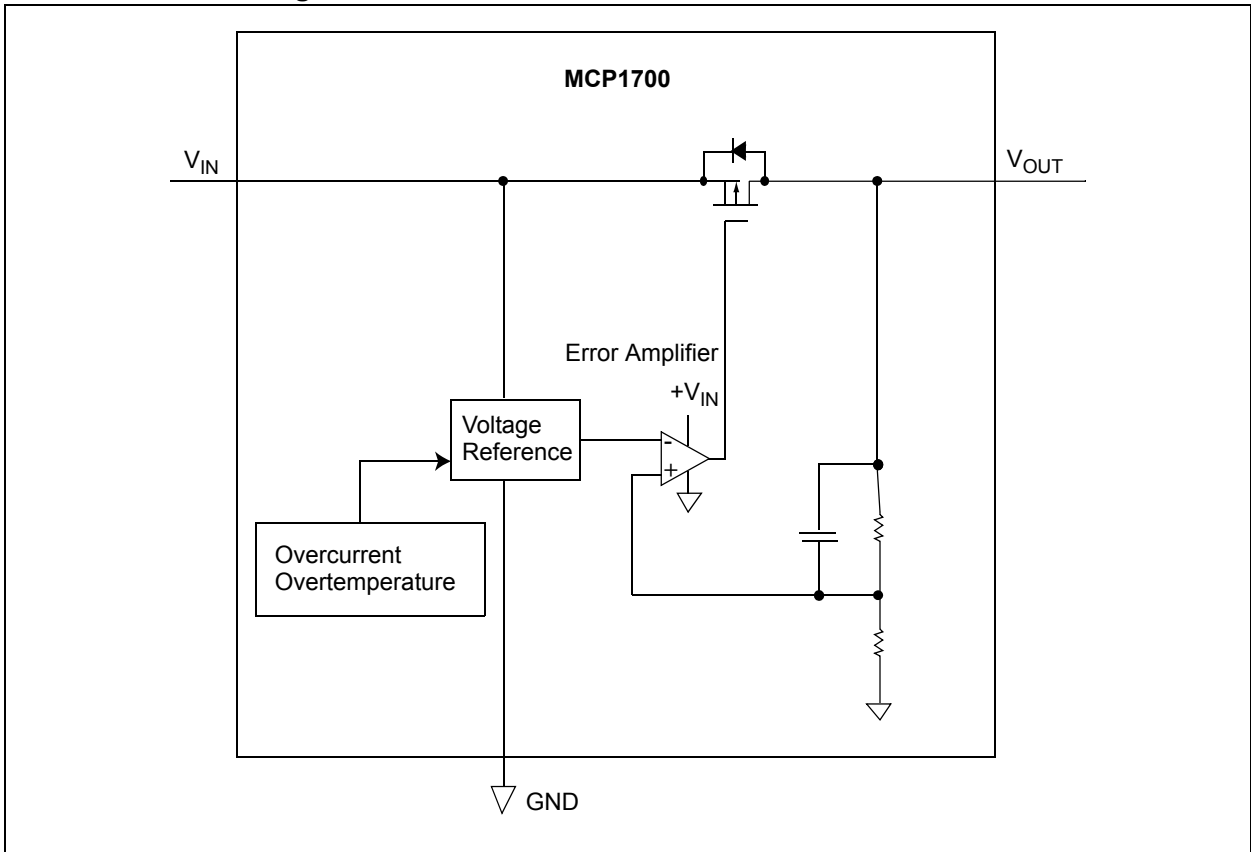 MCP1700
V_IN
V_OUT
Error Amplifier
+V_IN
Voltage
Reference
-
+
Overcurrent
Overtemperature
GND